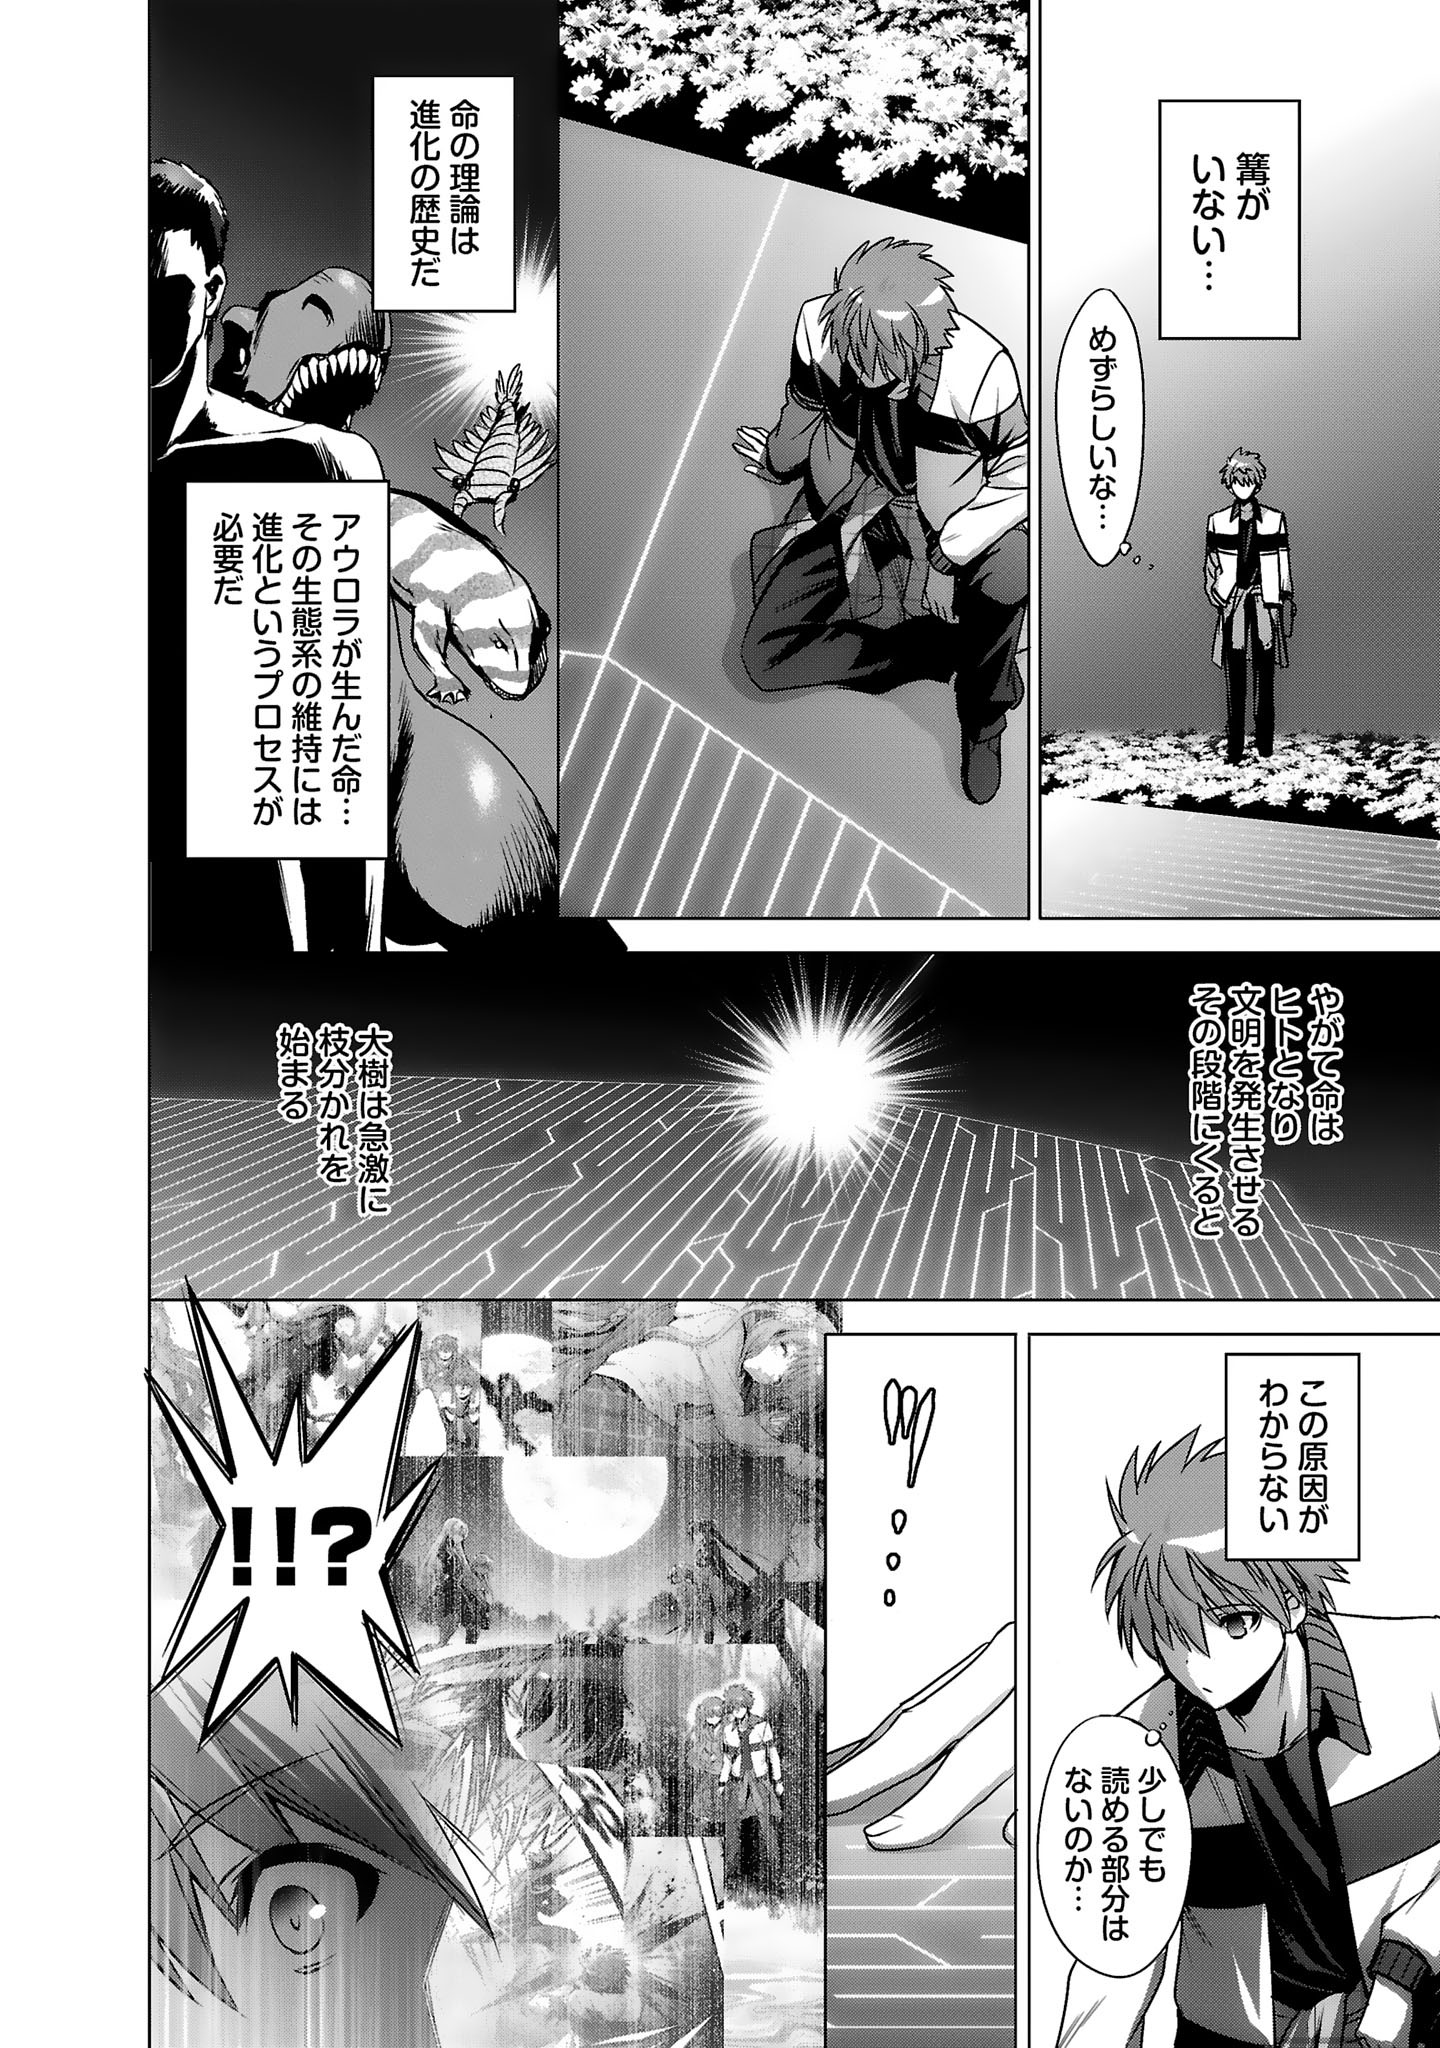 篝が
いない…
めずらしいな…
命の理論は
進化の歴史だ
アウロラが生んだ命…
その生態系の維持には
進化というプロセスが
必要だ
やがて命は
ヒトとなり
文明を発生させる
その段階にくると
大樹は急激に
枝分かれを
始まる
この原因が
わからない
少しでも
読める部分は
ないのか…
!!?